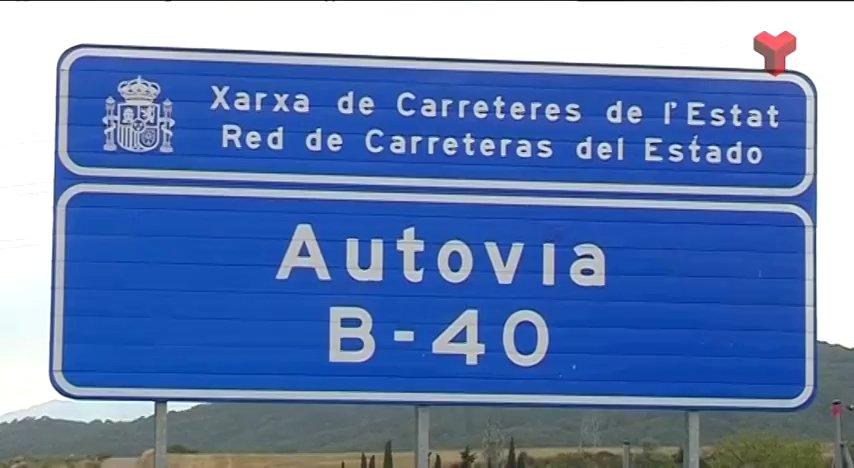 Xarxa de Carreteres de l'Estat
Red de Carreteras del Estado
Autovia
B-40